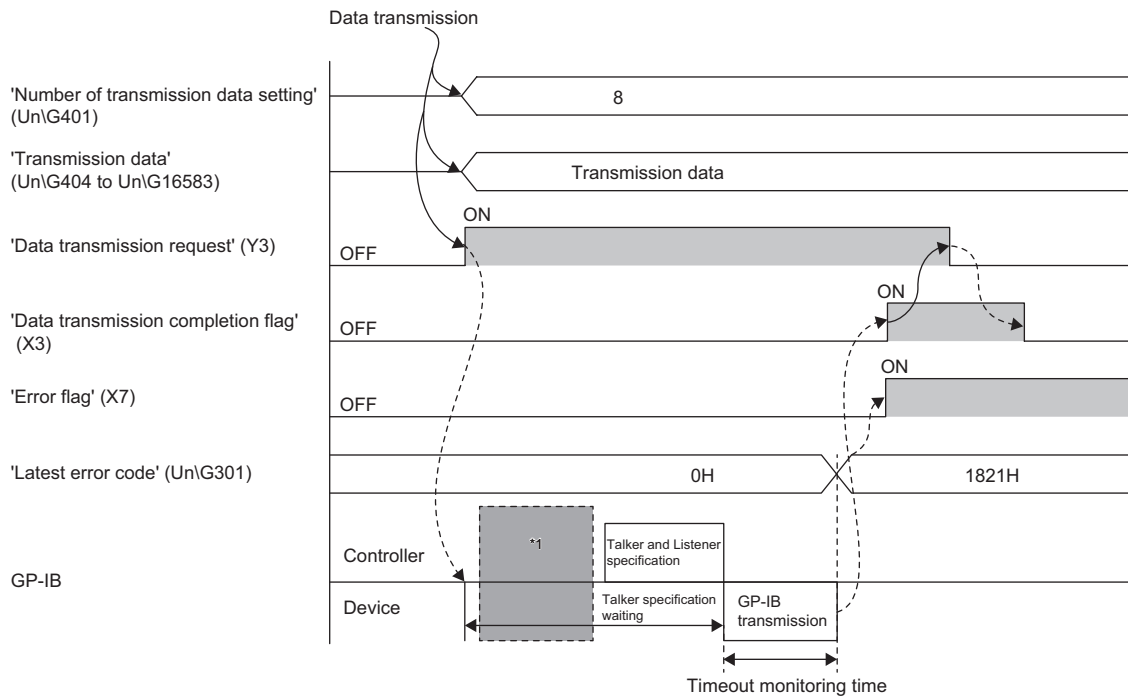 Data transmission
'Number of transmission data setting'
(Un\G401)
8
'Transmission data'
(Un\G404 to Un\G16583)
Transmission data
ON
'Data transmission request' (Y3)
OFF
ON
'Data transmission completion flag'
(X3)
OFF
ON
'Error flag' (X7)
OFF
'Latest error code' (Un\G301)
0H
1821H
*1
Controller
Talker and Listener
specification
GP-IB
Device
Talker specification
waiting
GP-IB
transmission
Timeout monitoring time